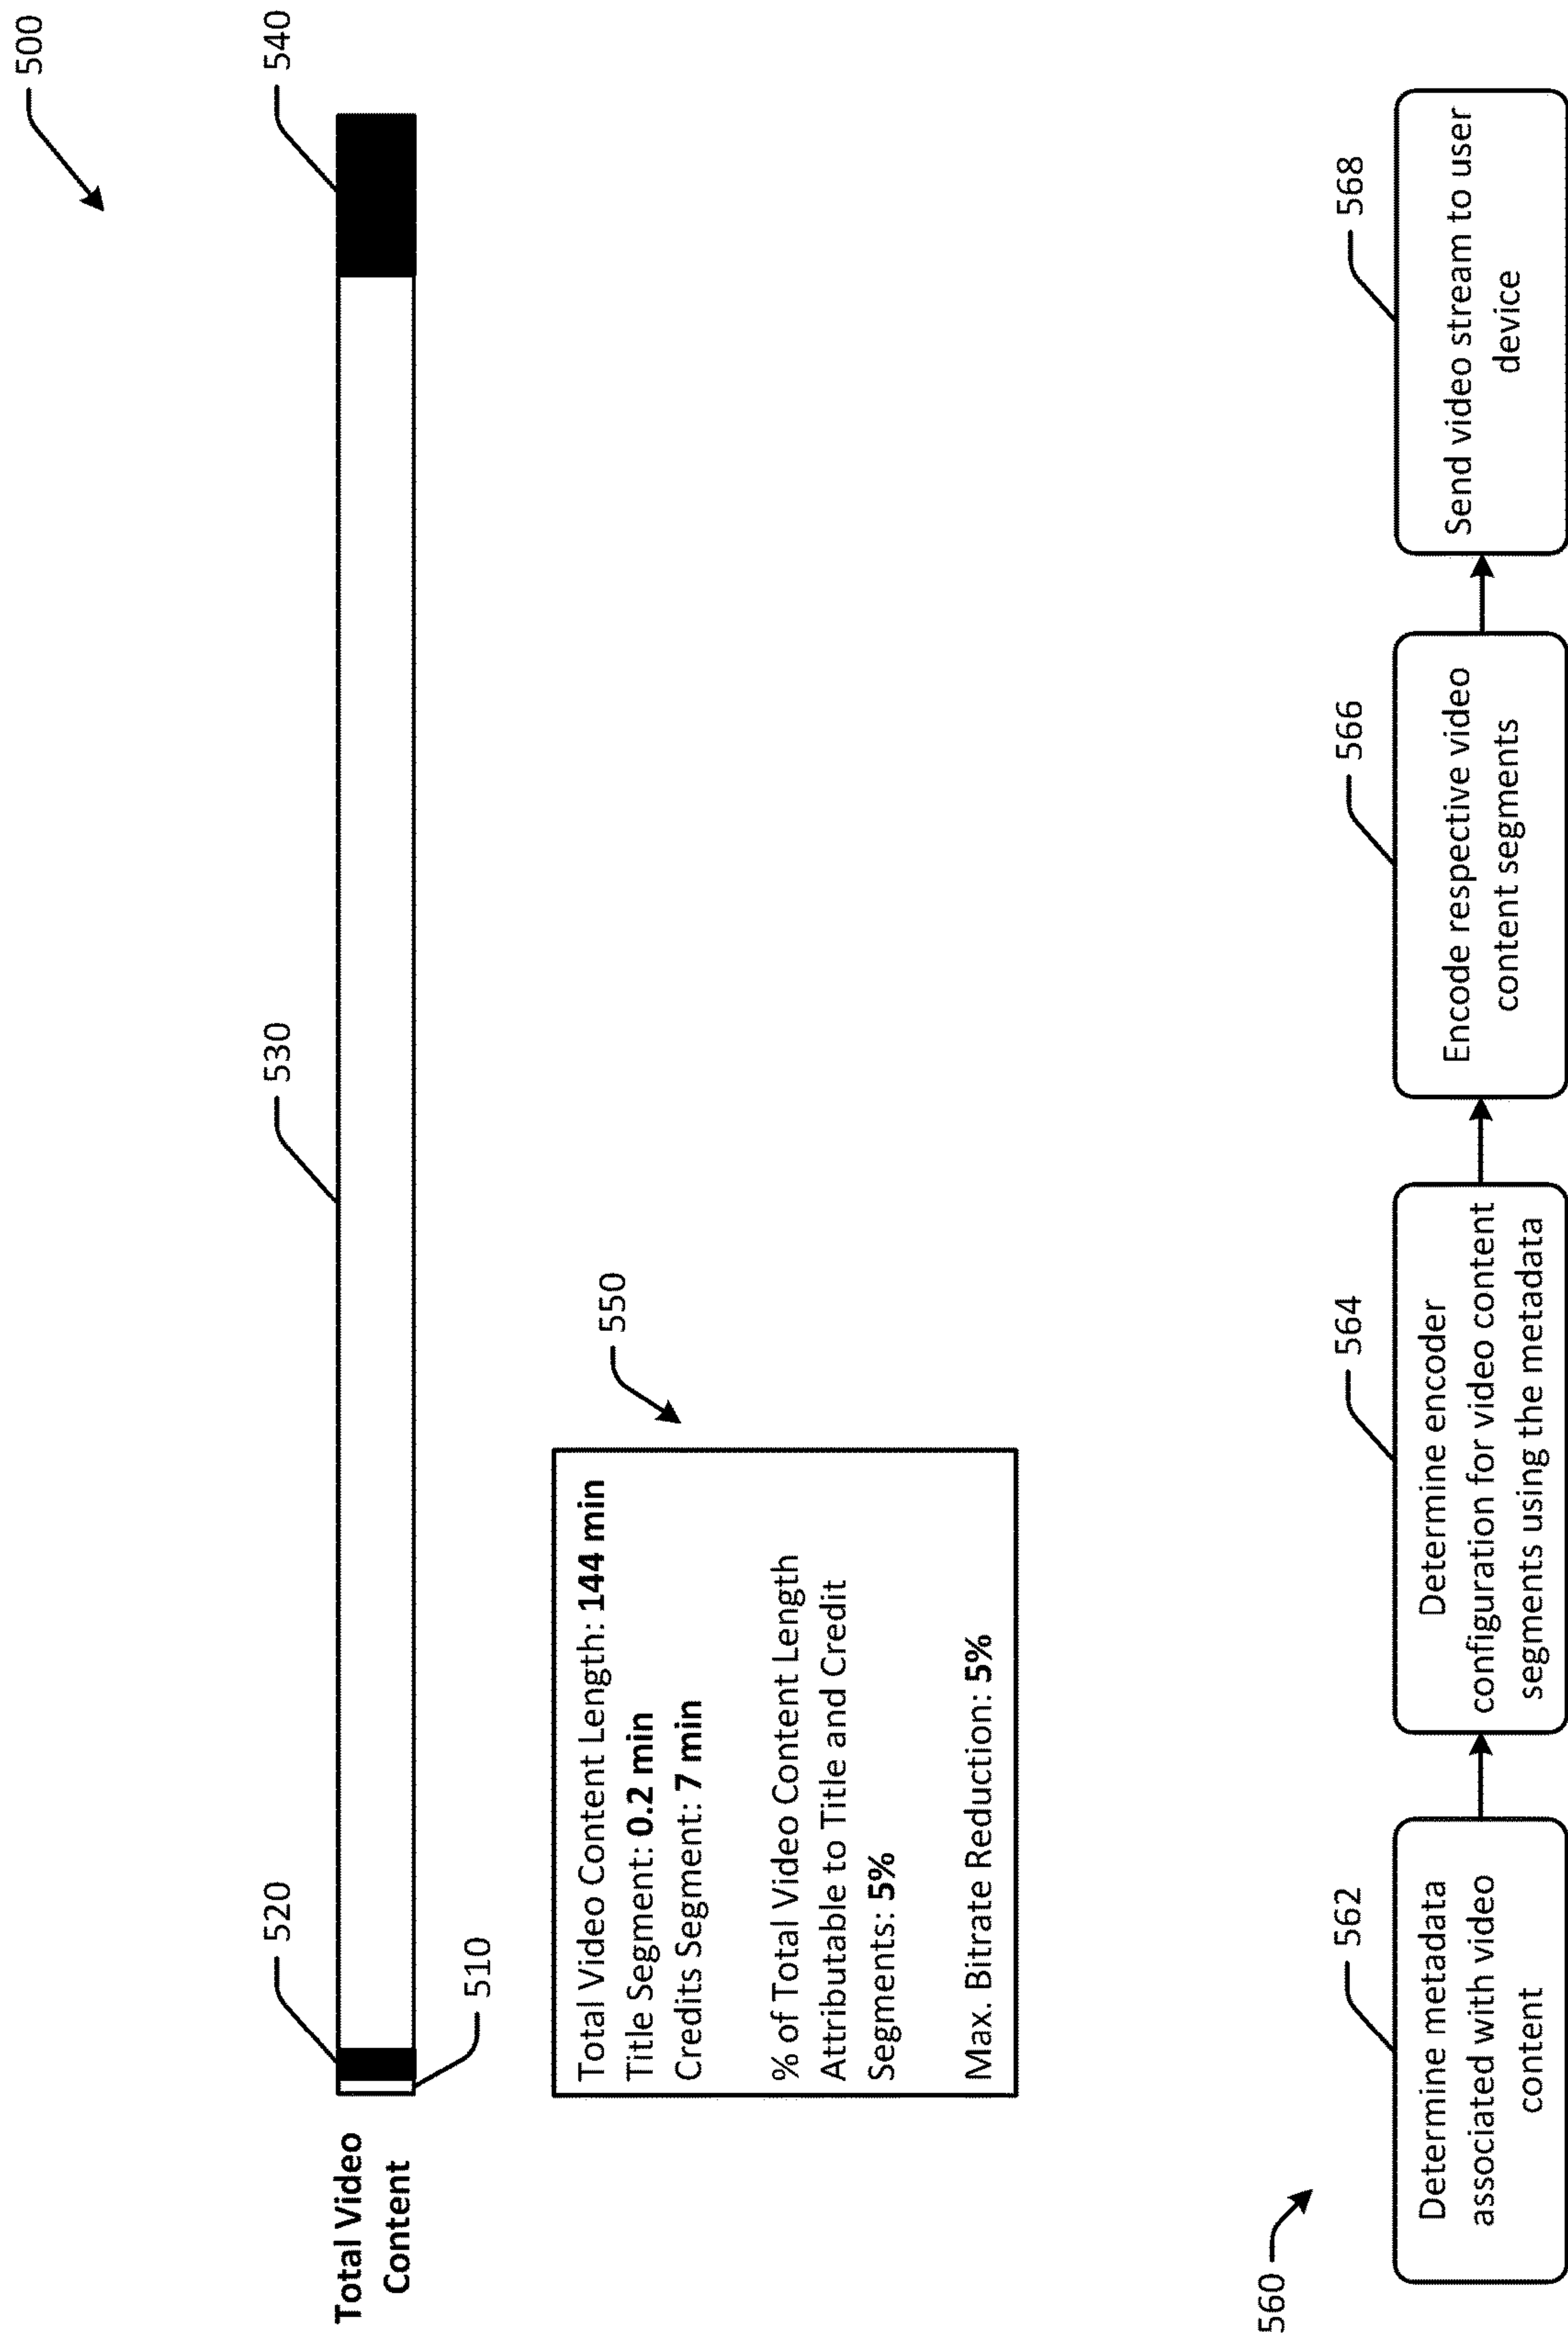 500
520
530
540
Total Video
Content
510
550
Total Video Content Length: 144 min
Title Segment: 0.2 min
Credits Segment: 7 min
% of Total Video Content Length
Attributable to Title and Credit
Segments: 5%
Max. Bitrate Reduction: 5%
560
562
564
566
568
Determine metadata
associated with video
content
Determine encoder
configuration for video content
segments using the metadata
Encode respective video
content segments
Send video stream to user
device